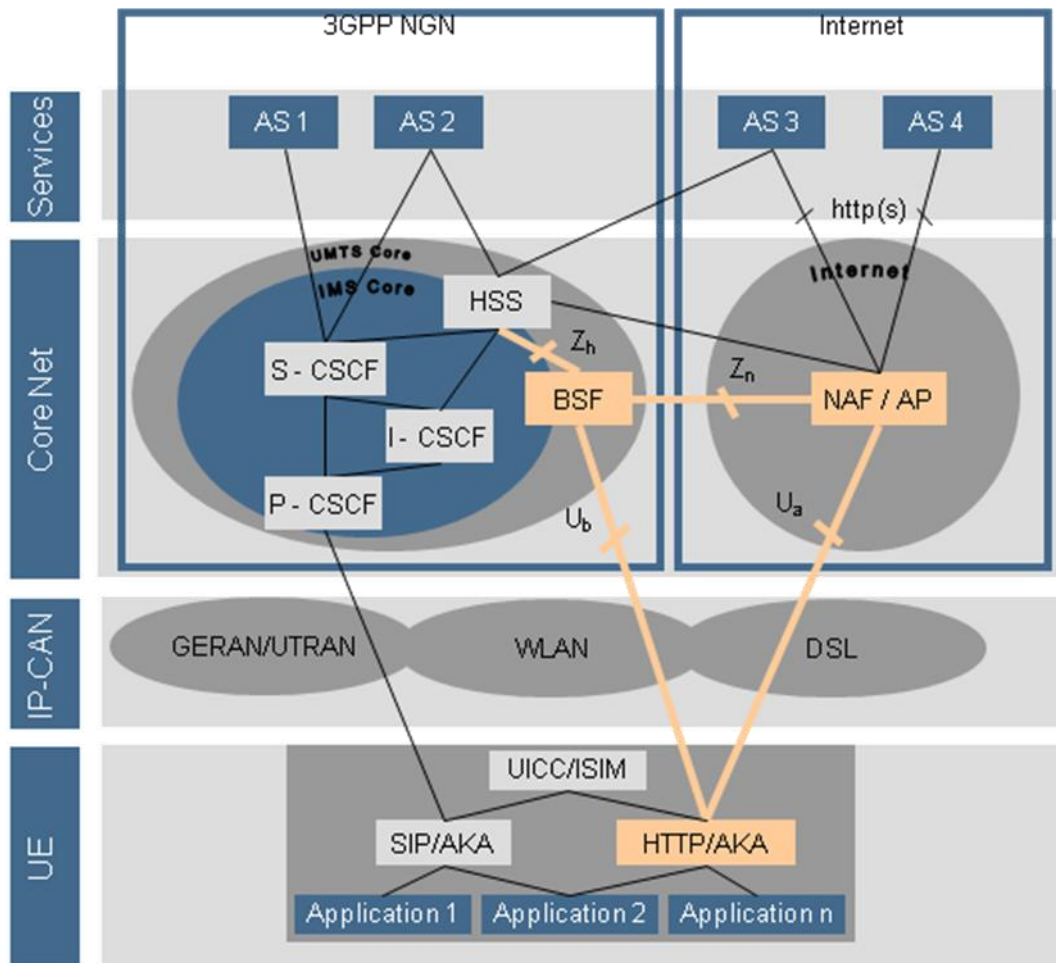 3GPP NGN
Internet
Services
AS 1
AS 2
AS 3
AS 4
http(s)
Core Net
UMTS Core
IMS Core
Internet
HSS
Zh
S - CSCF
BSF
Zn
NAF / AP
I - CSCF
P - CSCF
Ub
Ua
IP-CAN
GERAN/UTRAN
WLAN
DSL
UE
UICC/ISIM
SIP/AKA
HTTP/AKA
Application 1
Application 2
Application n